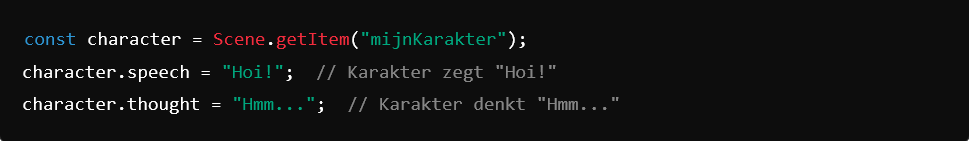 const character = Scene.getItem("mijnKarakter");
character.speech = "Hoi!";  // Karakter zegt "Hoi!"
character.thought = "Hmm...";  // Karakter denkt "Hmm..."